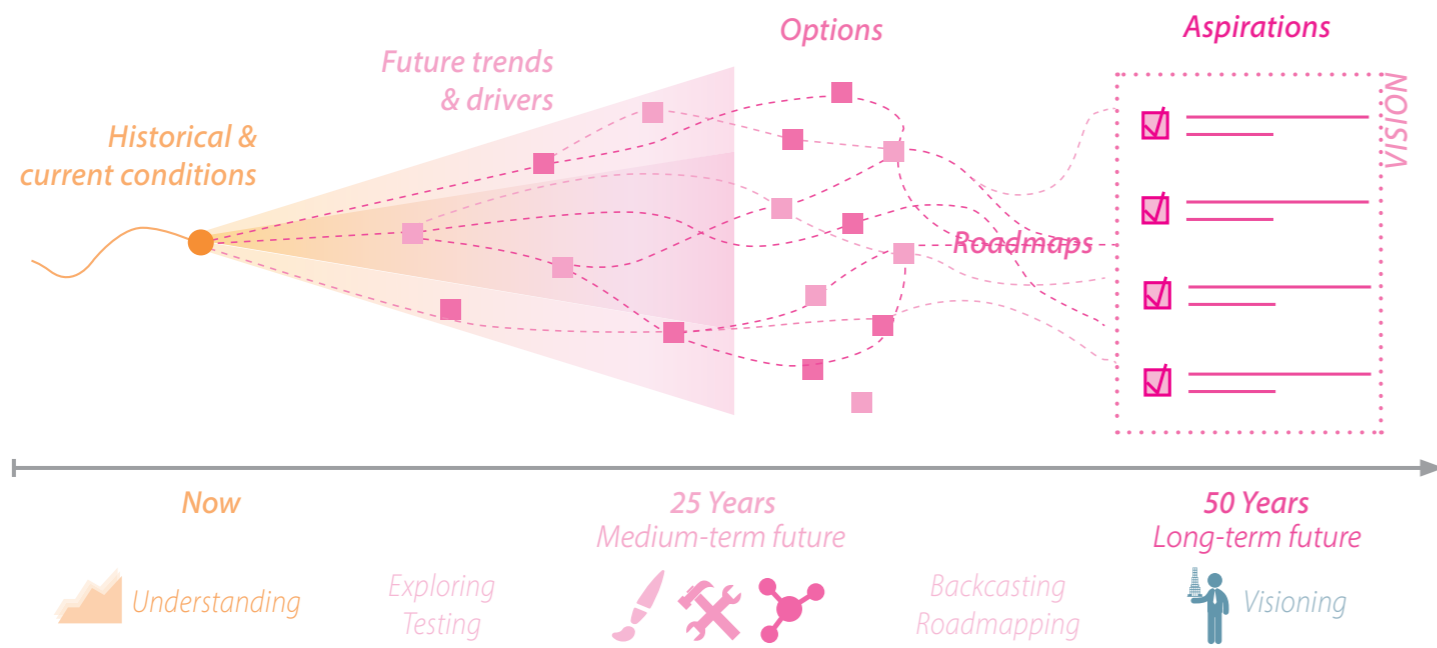 Options
Aspirations
Future trends
& drivers
VISION
Historical &
current conditions
Roadmaps
Now
25 Years
Medium-term future
50 Years
Long-term future
Understanding
Exploring
Testing
Backcasting
Roadmapping
Visioning